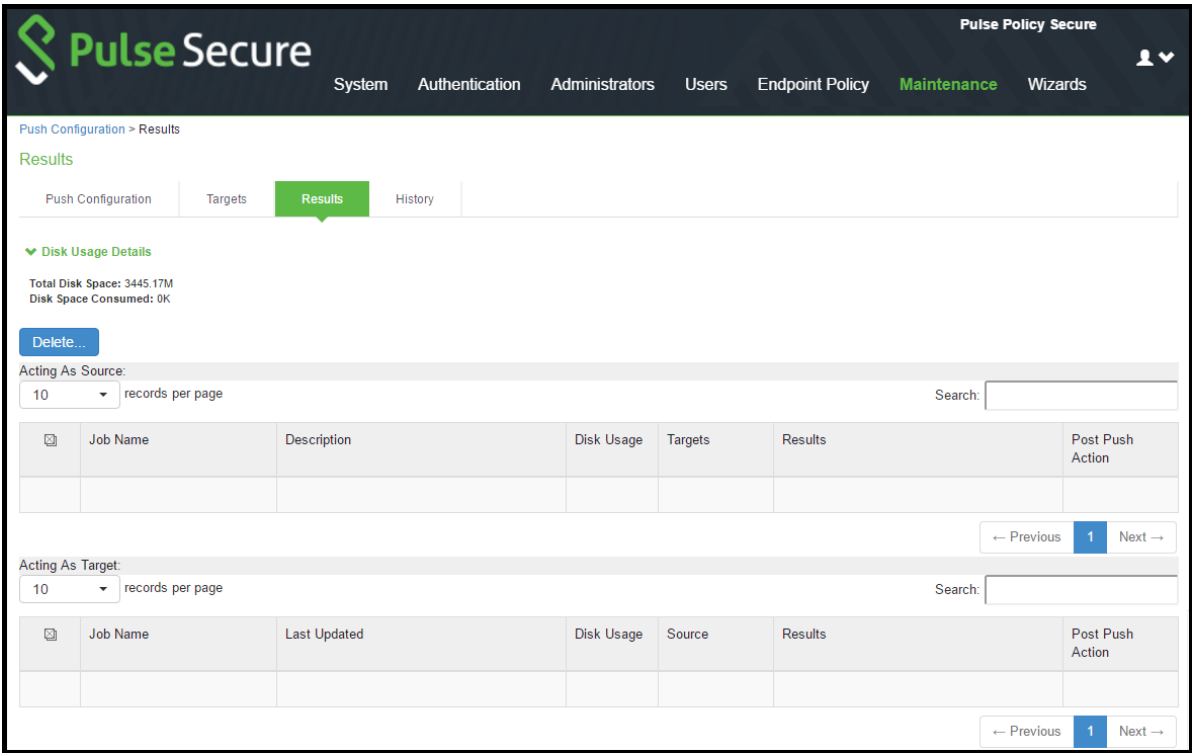 Pulse Secure
Pulse Policy Secure
System Authentication Administrators Users Endpoint Policy Maintenance Wizards
Push Configuration > Results
Results
Push Configuration Targets Results History
Disk Usage Details
Total Disk Space: 3445.17M
Disk Space Consumed: 0K
Delete...
Acting As Source:
10 records per page Search:
Job Name Description Disk Usage Targets Results Post Push
Action
← Previous 1 Next →
Acting As Target:
10 records per page Search:
Job Name Last Updated Disk Usage Source Results Post Push
Action
← Previous 1 Next →